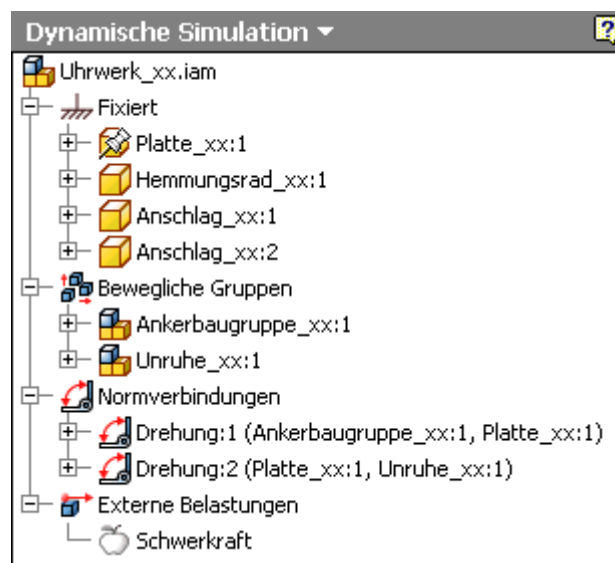 Dynamische Simulation
Uhrwerk_xx.iam
Fixiert
Platte_xx:1
Hemmungsrad_xx:1
Anschlag_xx:1
Anschlag_xx:2
Bewegliche Gruppen
Ankerbaugruppe_xx:1
Unruhe_xx:1
Normverbindungen
Drehung:1 (Ankerbaugruppe_xx:1, Platte_xx:1)
Drehung:2 (Platte_xx:1, Unruhe_xx:1)
Externe Belastungen
Schwerkraft